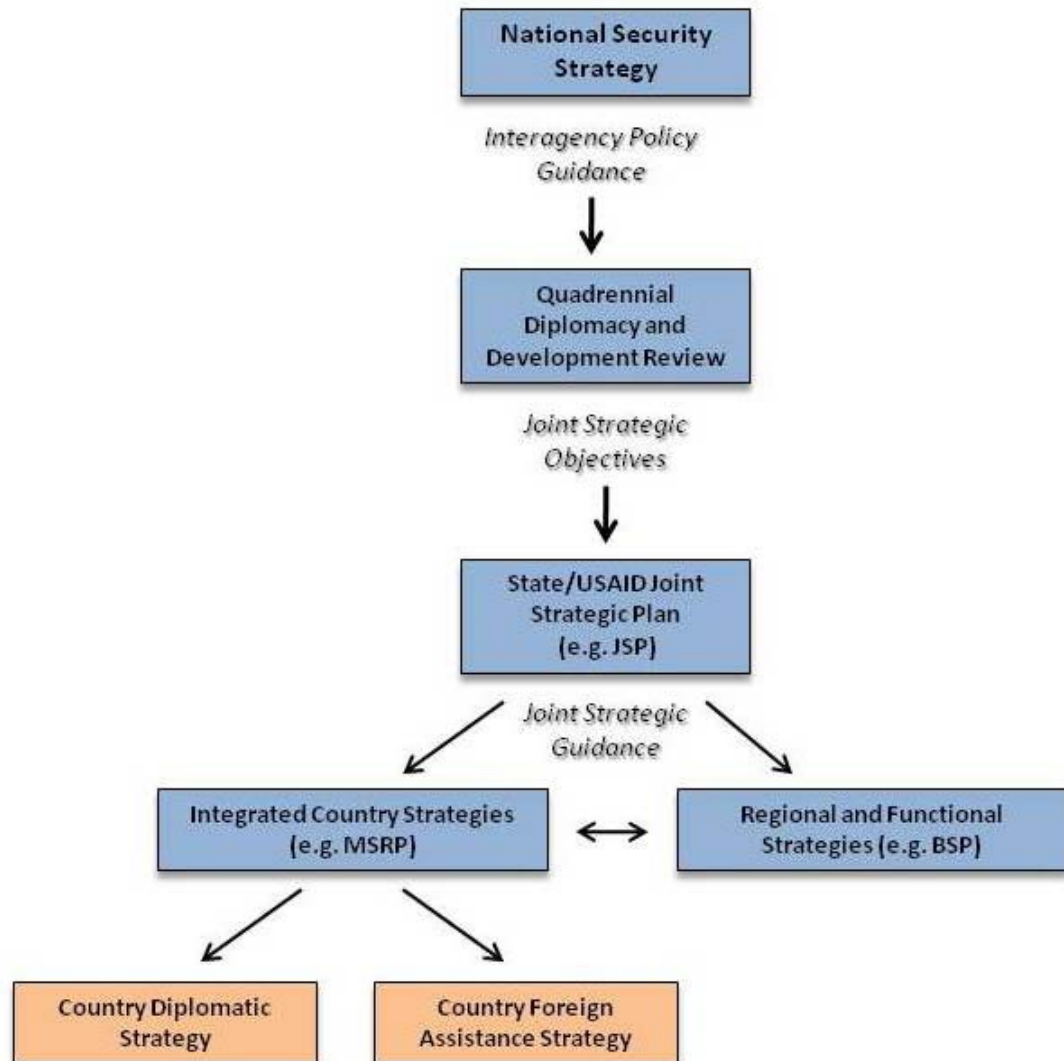 National Security
Strategy
Interagency Policy
Guidance
Quadrennial
Diplomacy and
Development Review
Joint Strategic
Objectives
State/USAID Joint
Strategic Plan
(e.g. JSP)
Joint Strategic
Guidance
Integrated Country Strategies
(e.g. MSRP)
Regional and Functional
Strategies (e.g. BSP)
Country Diplomatic
Strategy
Country Foreign
Assistance Strategy